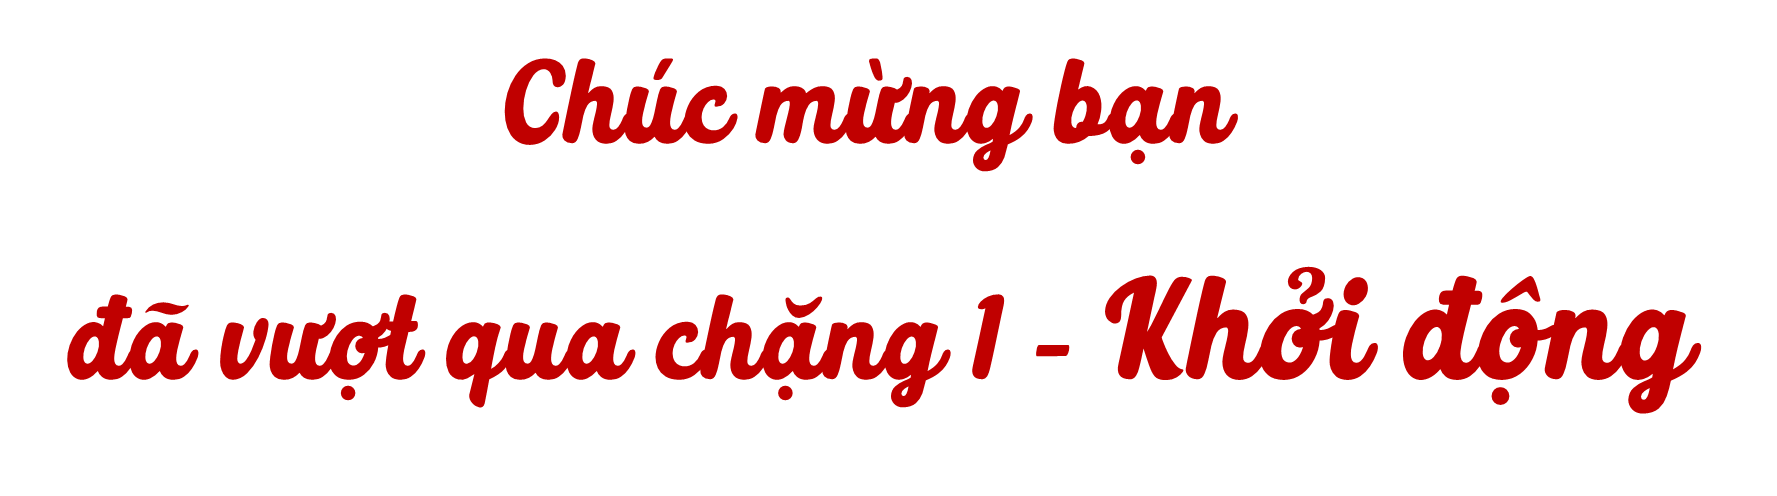 Chúc mừng bạn
đã vượt qua chặng 1 - Khởi động